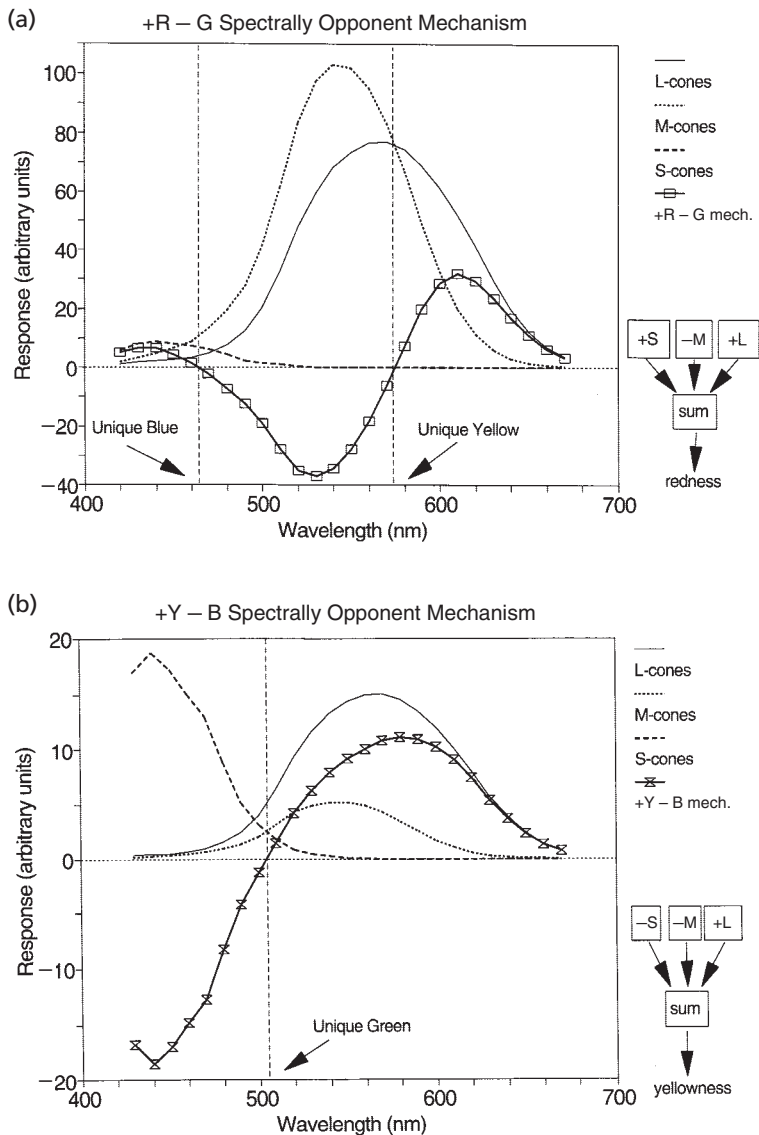 (a)
+R – G Spectrally Opponent Mechanism
100
80
60
40
20
0
−20
−40
Response (arbitrary units)
Unique Blue
Unique Yellow
400
500
600
700
Wavelength (nm)
L-cones
M-cones
S-cones
+R – G mech.
+S
−M
+L
sum
redness
(b)
+Y – B Spectrally Opponent Mechanism
20
10
0
−10
−20
Response (arbitrary units)
Unique Green
400
500
600
700
Wavelength (nm)
L-cones
M-cones
S-cones
+Y – B mech.
−S
−M
+L
sum
yellowness